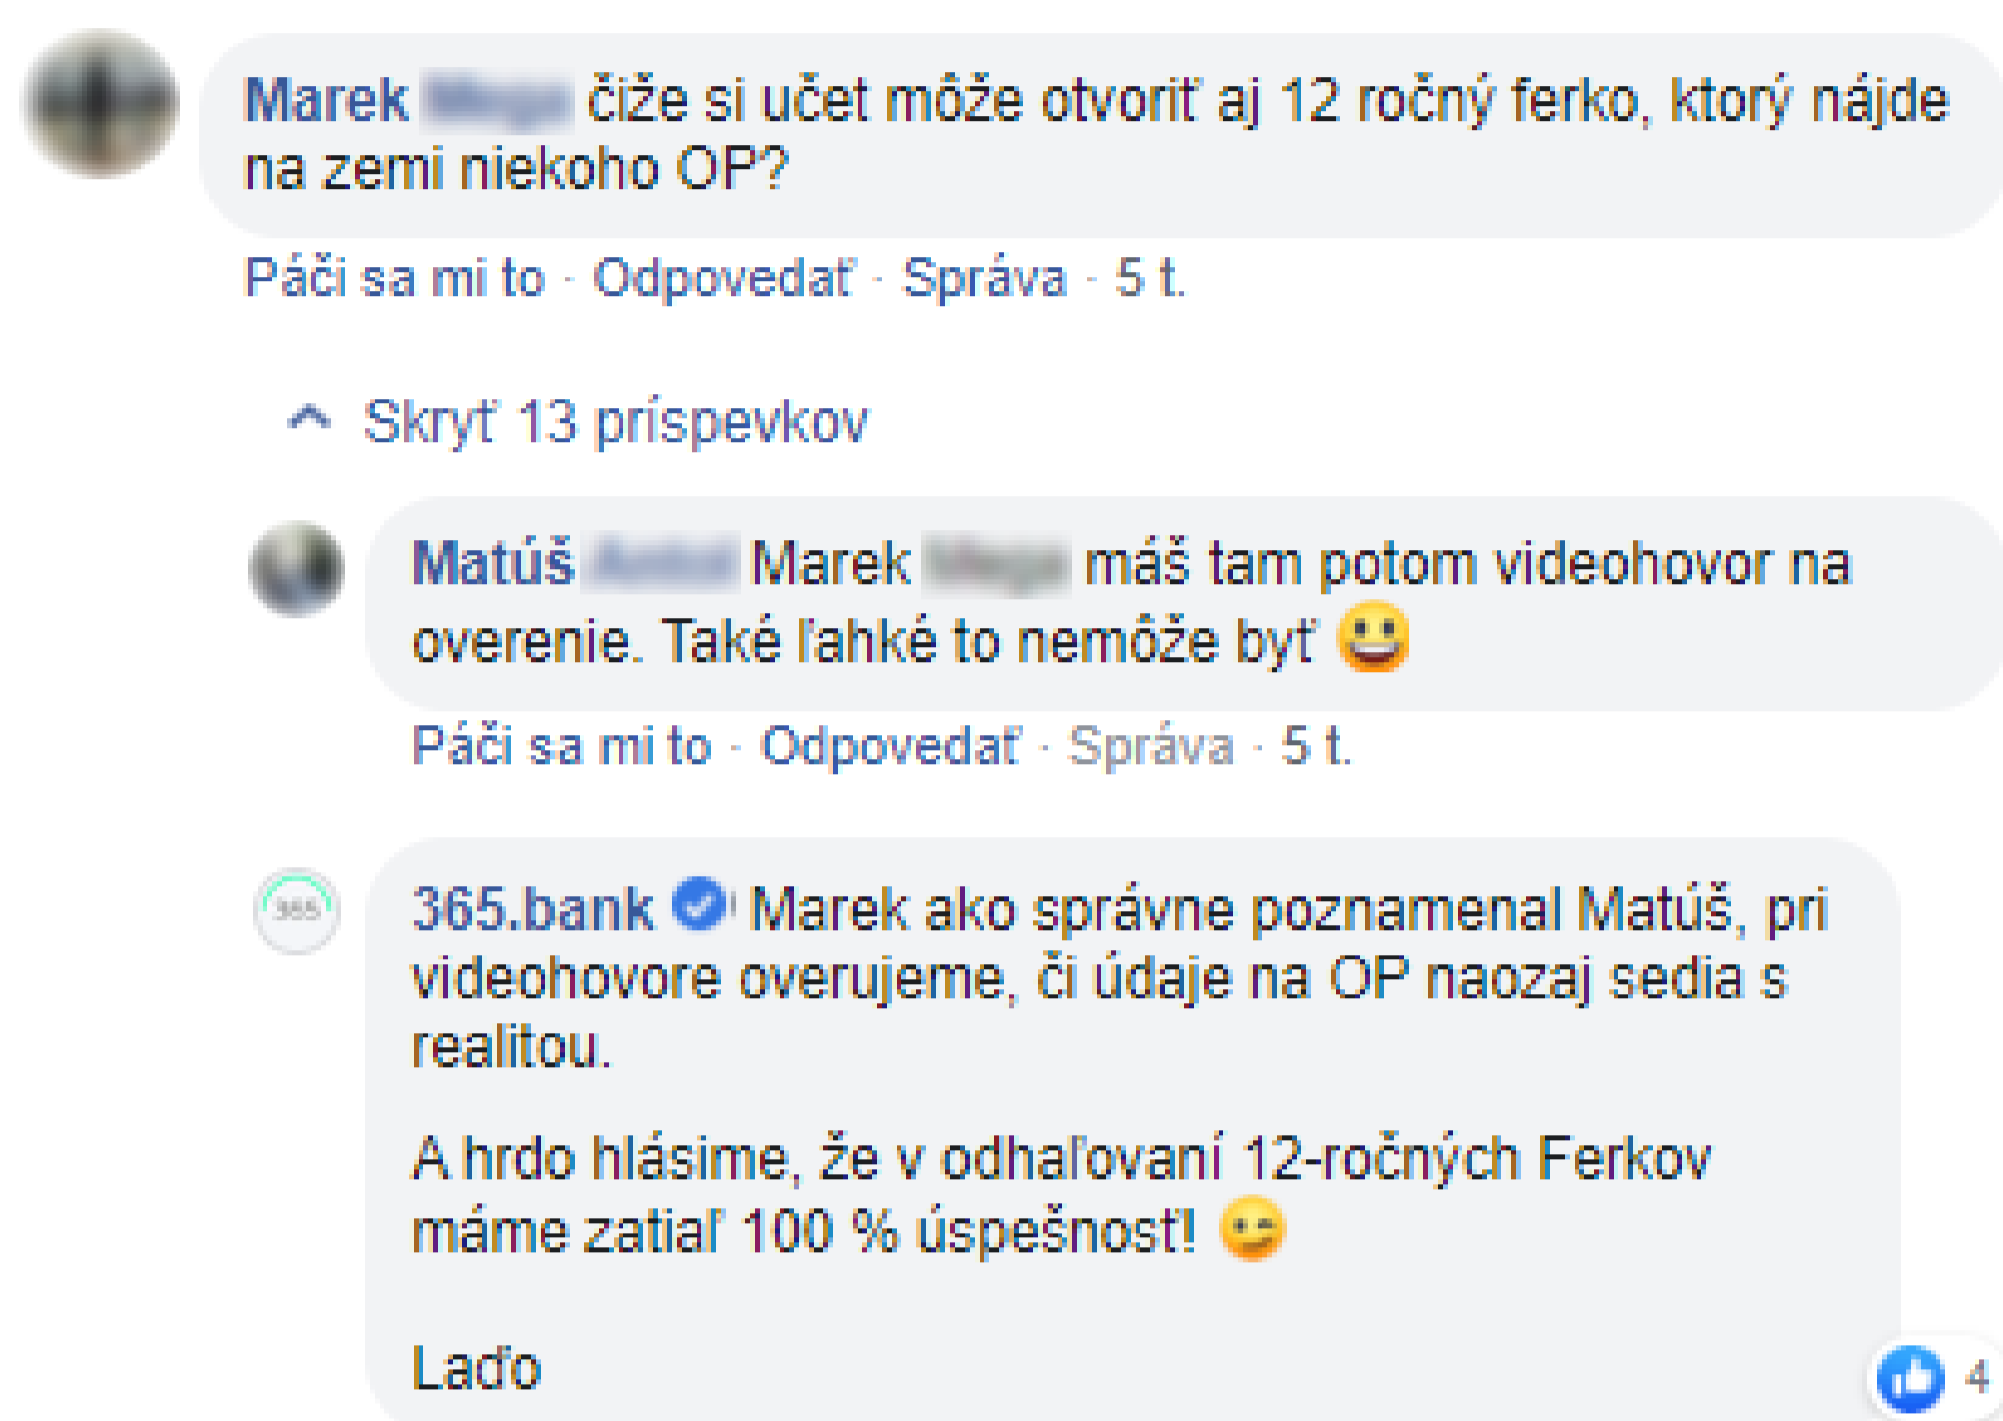 Marek čiže si učet môže otvoriť aj 12 ročný ferko, ktorý nájde
na zemi niekoho OP?
Páči sa mi to · Odpovedať · Správa · 5 t.
Skryť 13 príspevkov
Matúš Marek máš tam potom videohovor na
overenie. Také ľahké to nemôže byť 😃
Páči sa mi to · Odpovedať · Správa · 5 t.
365
365.bank Marek ako správne poznamenal Matúš, pri
videohovore overujeme, či údaje na OP naozaj sedia s
realitou.
A hrdo hlásime, že v odhaľovaní 12-ročných Ferkov
máme zatiaľ 100 % úspešnosť! 😉
Laďo
4